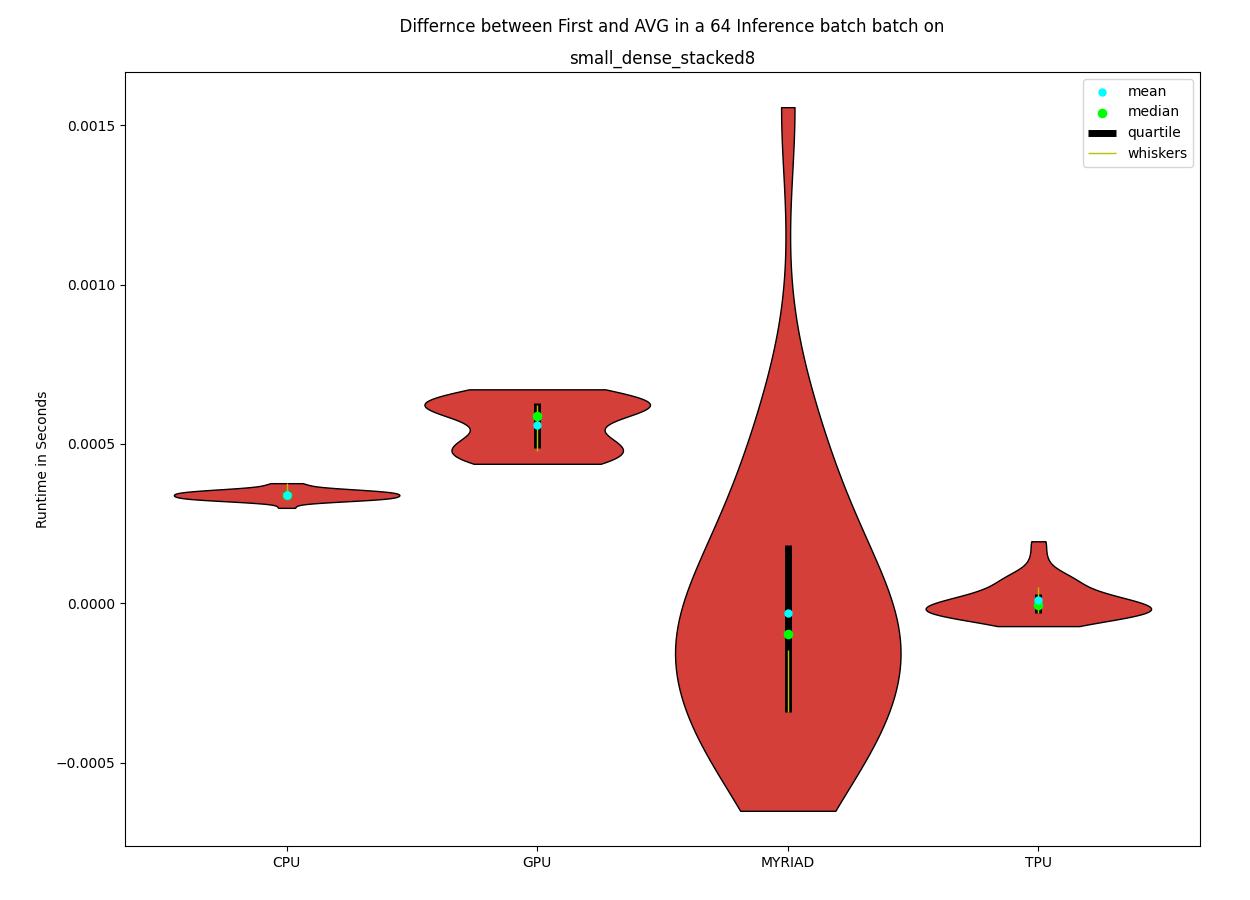 Differnce between First and AVG in a 64 Inference batch batch on
small_dense_stacked8
mean
median
quartile
whiskers
0.0015
0.0010
0.0005
0.0000
−0.0005
Runtime in Seconds
CPU
GPU
MYRIAD
TPU